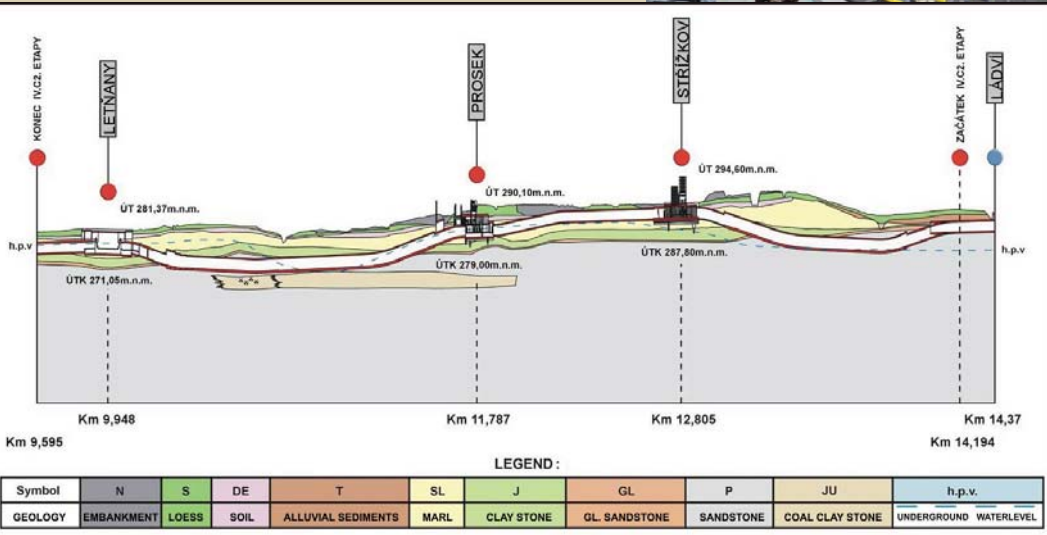 KONEC IV.C2. ETAPY
LETŇANY
PROSEK
STŘÍŽKOV
ZAČÁTEK IV.C2. ETAPY
LÁDVÍ
ÚT 281,37m.n.m.
ÚT 290,10m.n.m.
ÚT 294,60m.n.m.
h.p.v
h.p.v
ÚTK 271,05m.n.m.
ÚTK 279,00m.n.m.
ÚTK 287,80m.n.m.
Km 9,948
Km 11,787
Km 12,805
Km 14,37
Km 9,595
Km 14,194
LEGEND :
Symbol N S DE T SL J GL P JU h.p.v.
GEOLOGY EMBANKMENT LOESS SOIL ALLUVIAL SEDIMENTS MARL CLAY STONE GL. SANDSTONE SANDSTONE COAL CLAY STONE UNDERGROUND WATERLEVEL